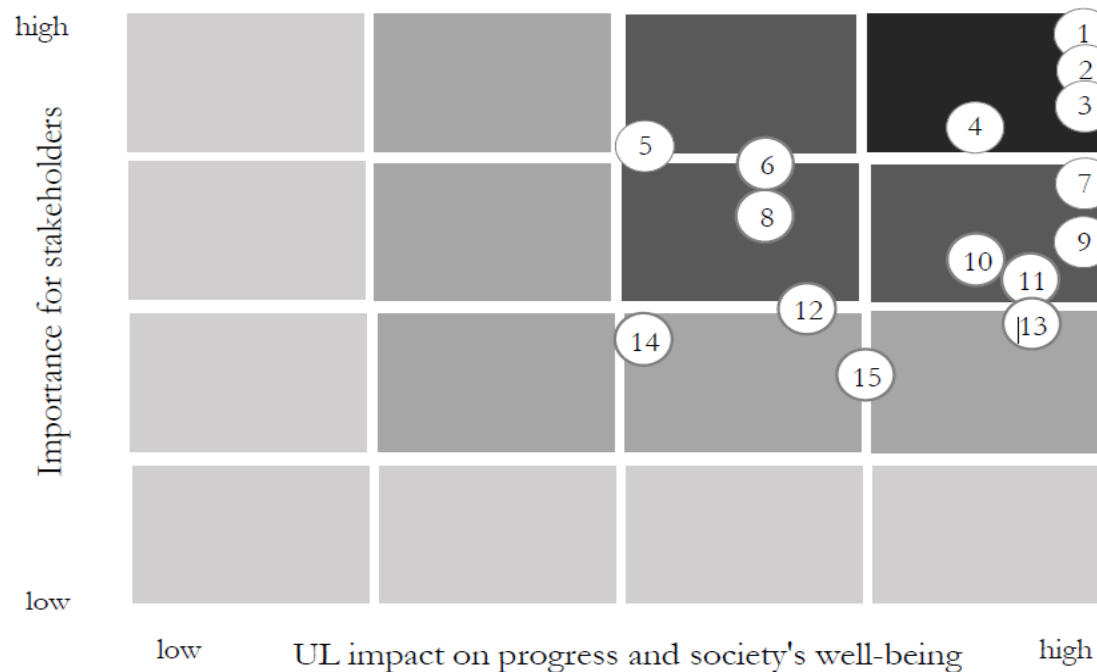 high
1
2
3
4
5
6
7
8
9
10
11
12
|13
14
15
Importance for stakeholders
low
low
UL impact on progress and society's well-being
high